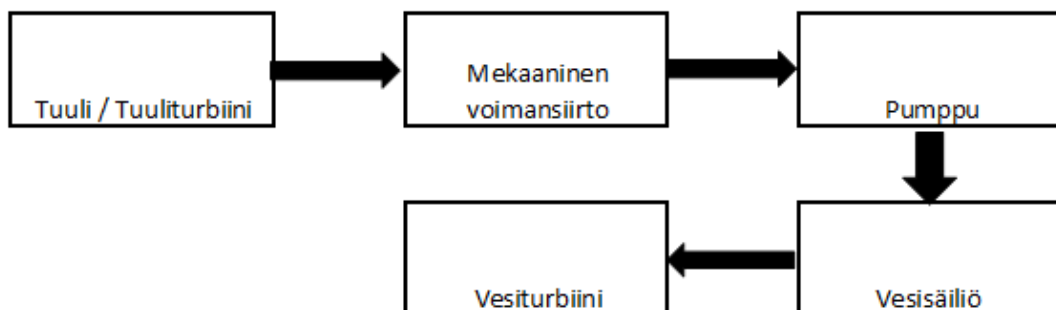 Tuuli / Tuuliturbiini
Mekaaninen
voimansiirto
Pumppu
Vesiturbiini
Vesisäiliö